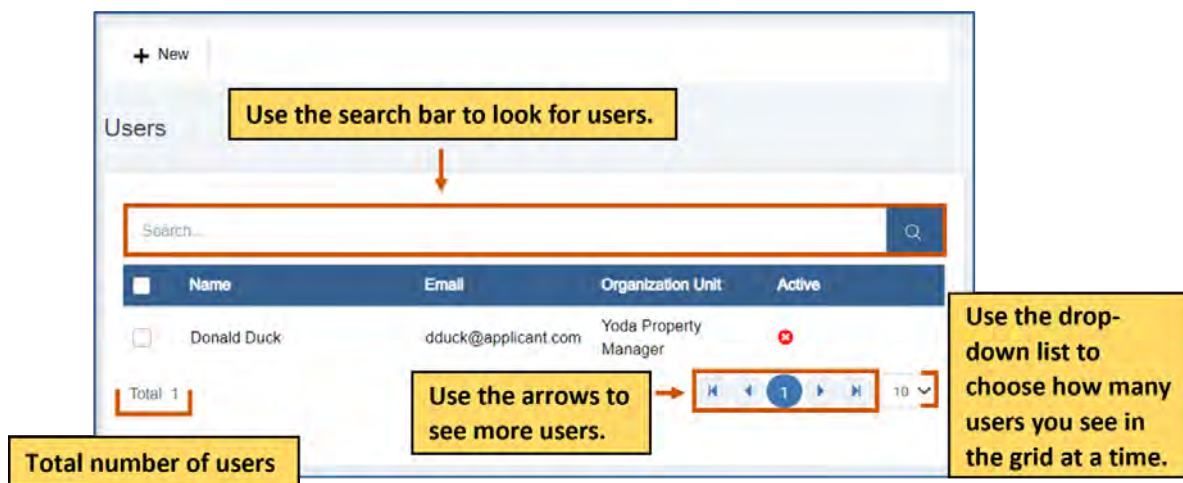 + New
Use the search bar to look for users.
Users
Search...
Name Email Organization Unit Active
Donald Duck dduck@applicant.com Yoda Property
Manager
Total 1
Use the arrows to
see more users.
1
10
Use the drop-
down list to
choose how many
users you see in
the grid at a time.
Total number of users